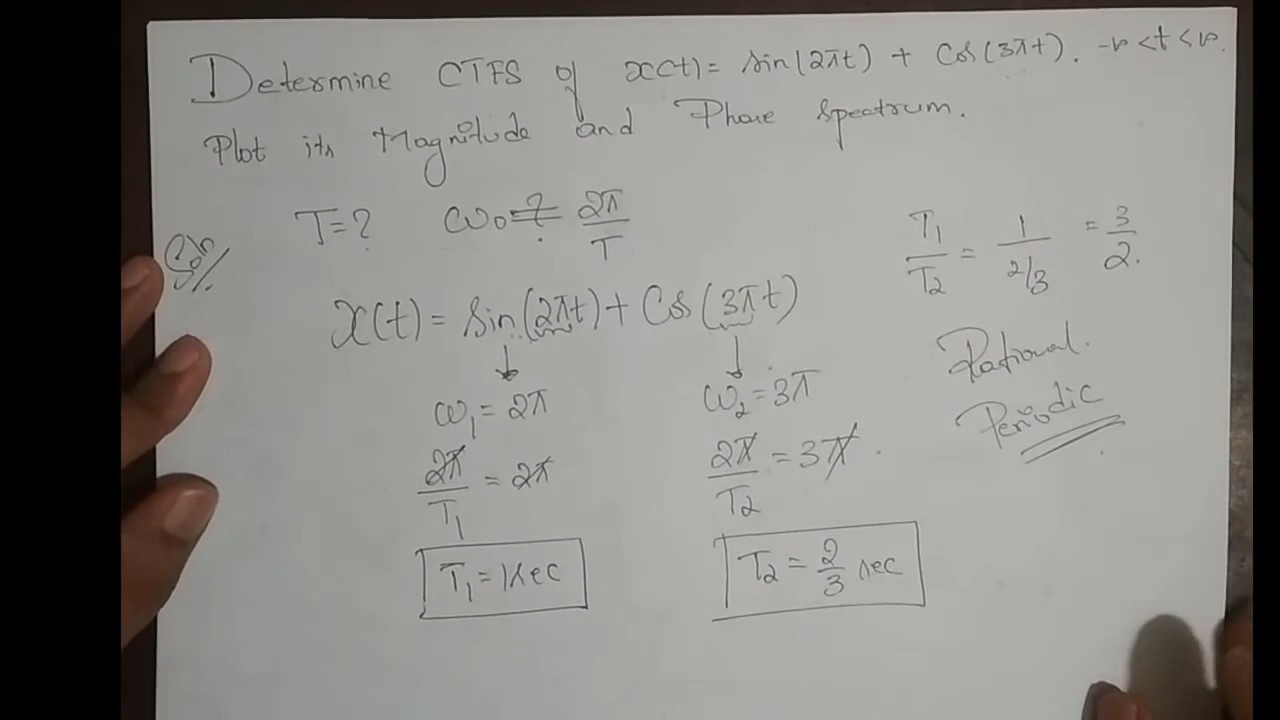 Determine CTFS of x(t) = sin(2πt) + Cos(3πt). -∞ < t < ∞.
Plot its Magnitude and Phase Spectrum.
T = ? ω₀ = ? 2π/T
Soln/
x(t) = sin(2πt) + Cos(3πt)
ω₁ = 2π
2π/T₁ = 2π
T₁ = 1sec
ω₂ = 3π
2π/T₂ = 3π.
T₂ = 2/3 sec
T₁/T₂ = 1/(2/3) = 3/2.
Rational.
Periodic